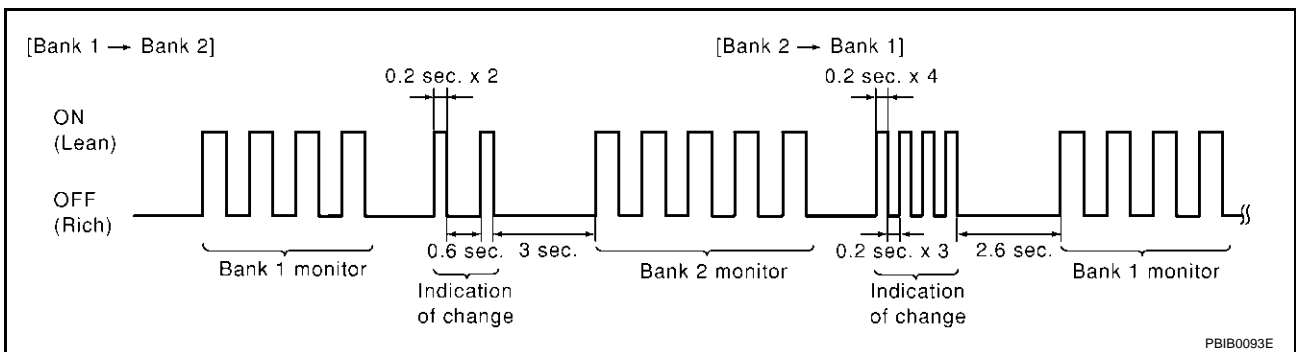 [Bank 1 → Bank 2]
[Bank 2 → Bank 1]
0.2 sec. x 2
0.2 sec. x 4
ON
(Lean)
OFF
(Rich)
0.6 sec.
3 sec.
0.2 sec. x 3
2.6 sec.
Bank 1 monitor
Bank 2 monitor
Bank 1 monitor
Indication
of change
Indication
of change
PBIB0093E